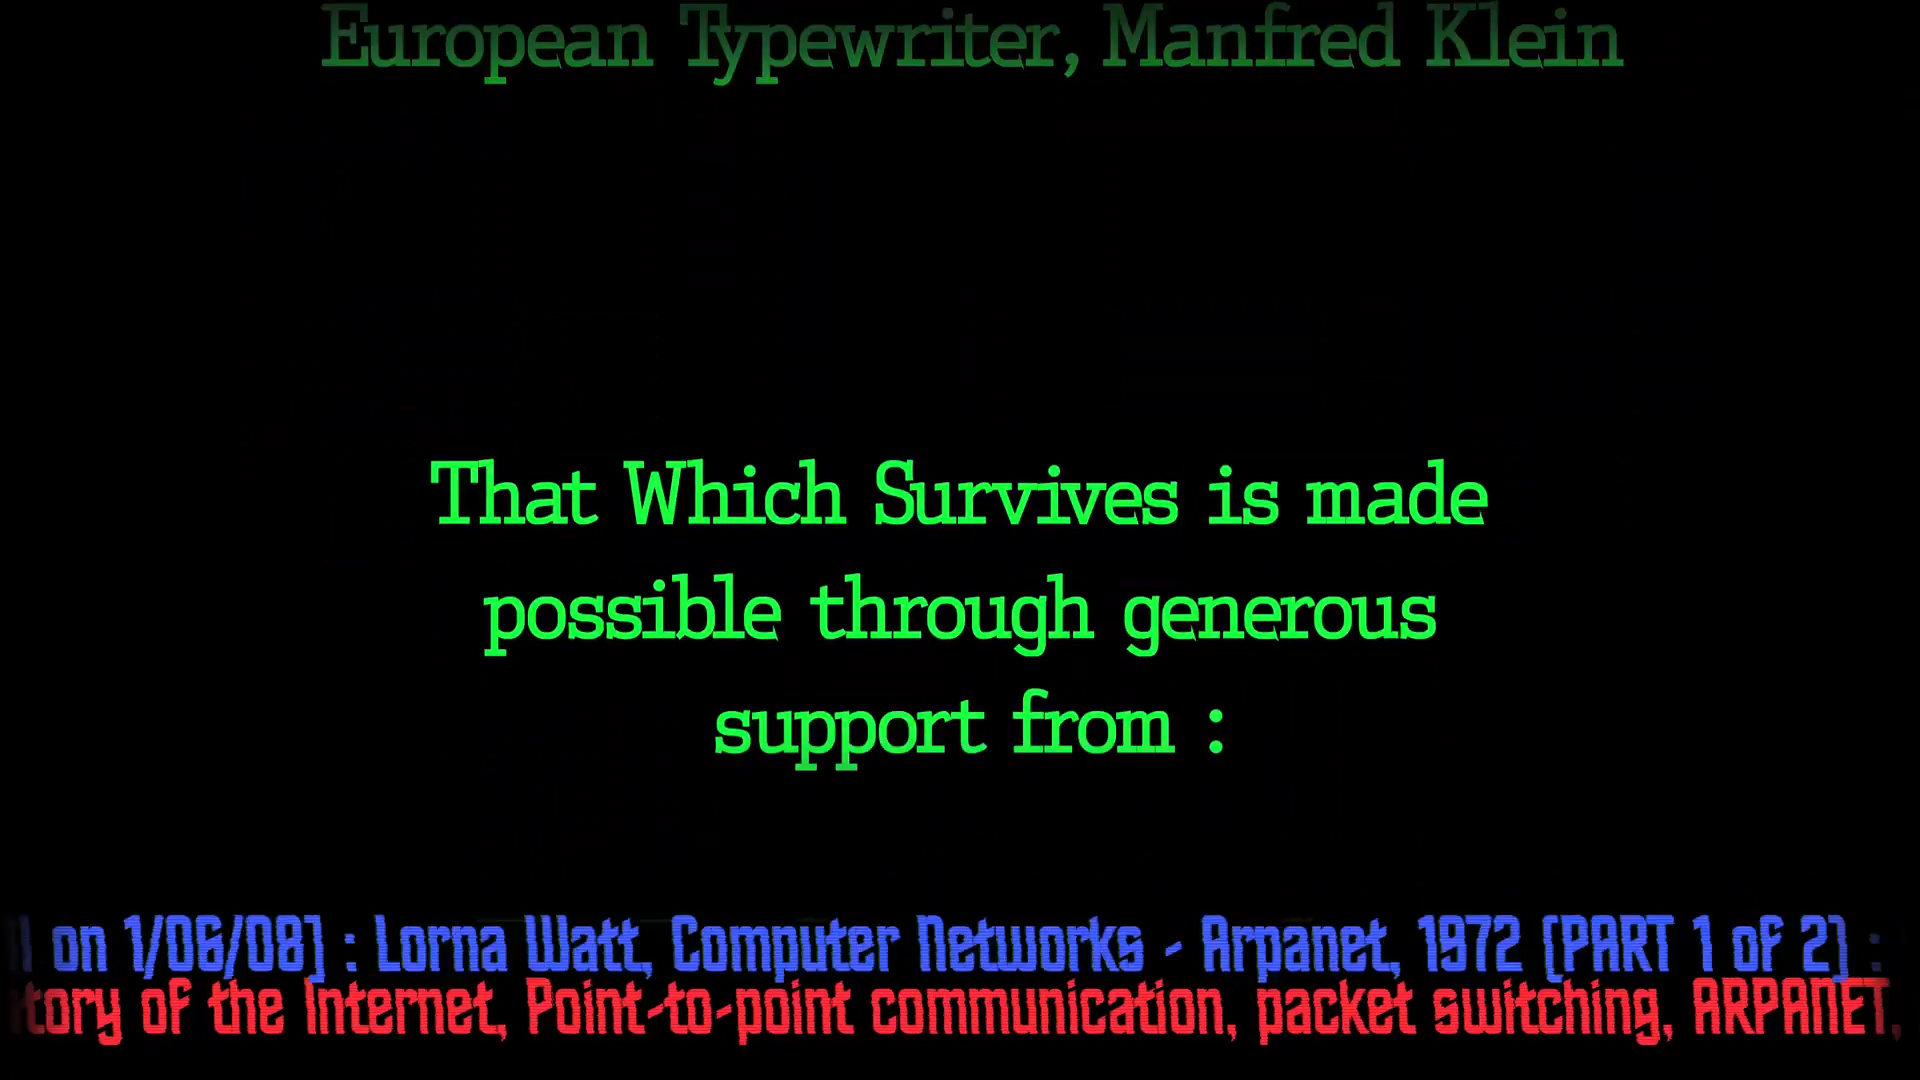 European Typewriter, Manfred Klein
That Which Survives is made
possible through generous
support from :
on 1/06/08] : Lorna Watt, Computer Networks - Arpanet, 1972 (PART 1 of 2) :
tory of the Internet, Point-to-point communication, packet switching, ARPANET,